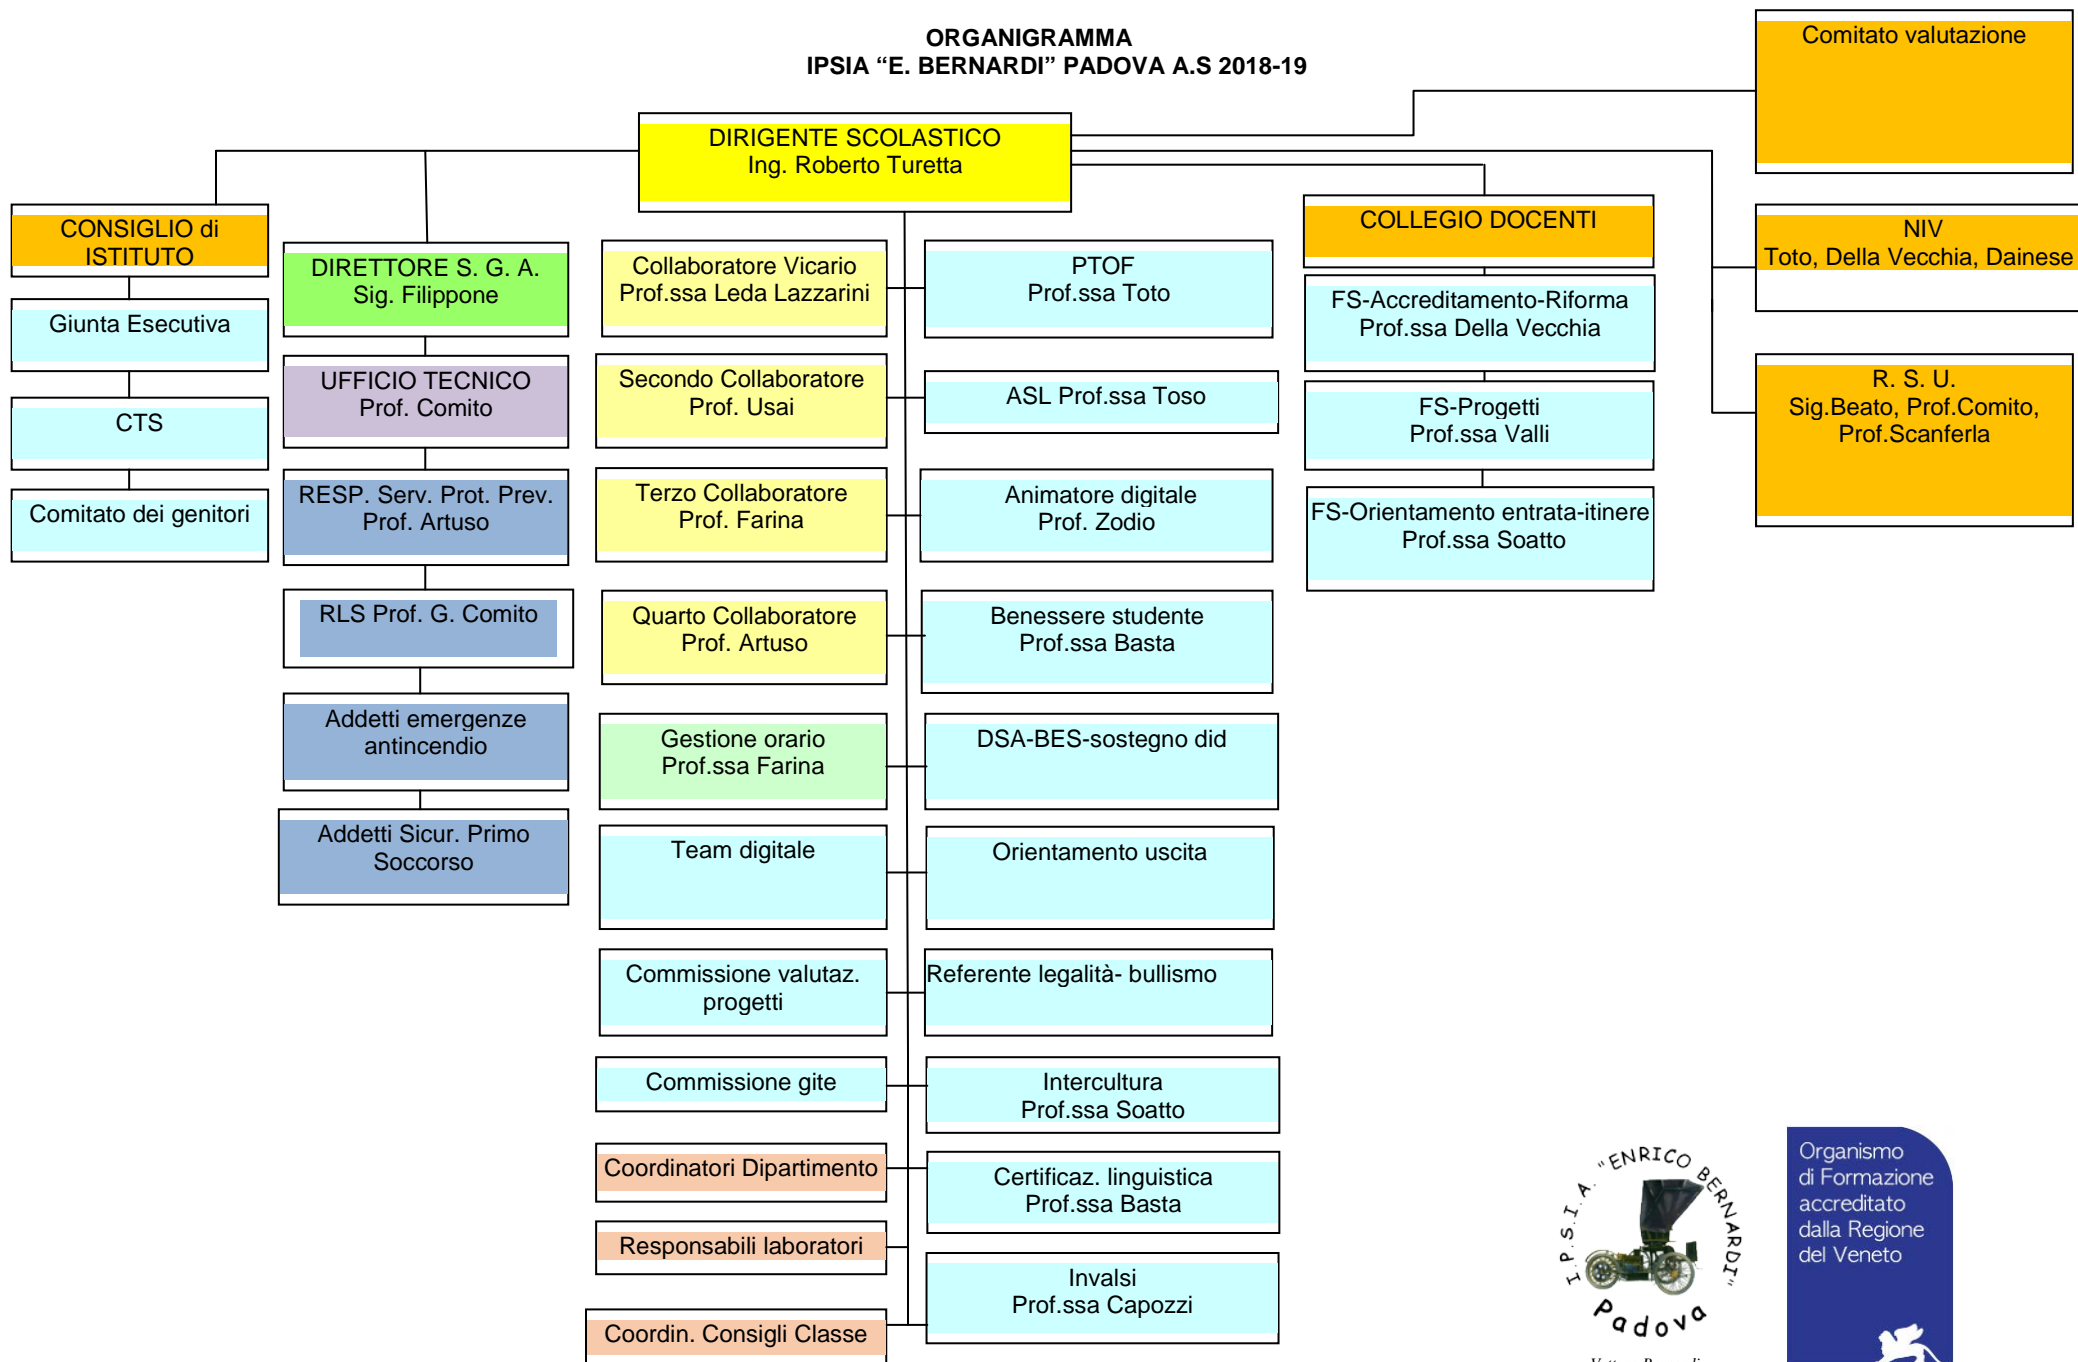 ORGANIGRAMMA
IPSIA “E. BERNARDI” PADOVA A.S 2018-19
Comitato valutazione
DIRIGENTE SCOLASTICO
Ing. Roberto Turetta
CONSIGLIO di
ISTITUTO
Giunta Esecutiva
CTS
Comitato dei genitori
DIRETTORE S. G. A.
Sig. Filippone
UFFICIO TECNICO
Prof. Comito
RESP. Serv. Prot. Prev.
Prof. Artuso
RLS Prof. G. Comito
Addetti emergenze
antincendio
Addetti Sicur. Primo
Soccorso
Collaboratore Vicario
Prof.ssa Leda Lazzarini
Secondo Collaboratore
Prof. Usai
Terzo Collaboratore
Prof. Farina
Quarto Collaboratore
Prof. Artuso
Gestione orario
Prof.ssa Farina
Team digitale
Commissione valutaz.
progetti
Commissione gite
Coordinatori Dipartimento
Responsabili laboratori
Coordin. Consigli Classe
PTOF
Prof.ssa Toto
ASL Prof.ssa Toso
Animatore digitale
Prof. Zodio
Benessere studente
Prof.ssa Basta
DSA-BES-sostegno did
Orientamento uscita
Referente legalità- bullismo
Intercultura
Prof.ssa Soatto
Certificaz. linguistica
Prof.ssa Basta
Invalsi
Prof.ssa Capozzi
COLLEGIO DOCENTI
FS-Accreditamento-Riforma
Prof.ssa Della Vecchia
FS-Progetti
Prof.ssa Valli
FS-Orientamento entrata-itinere
Prof.ssa Soatto
NIV
Toto, Della Vecchia, Dainese
R. S. U.
Sig.Beato, Prof.Comito,
Prof.Scanferla
I.P.S.I.A. "ENRICO BERNARDI"
Padova
Organismo
di Formazione
accreditato
dalla Regione
del Veneto